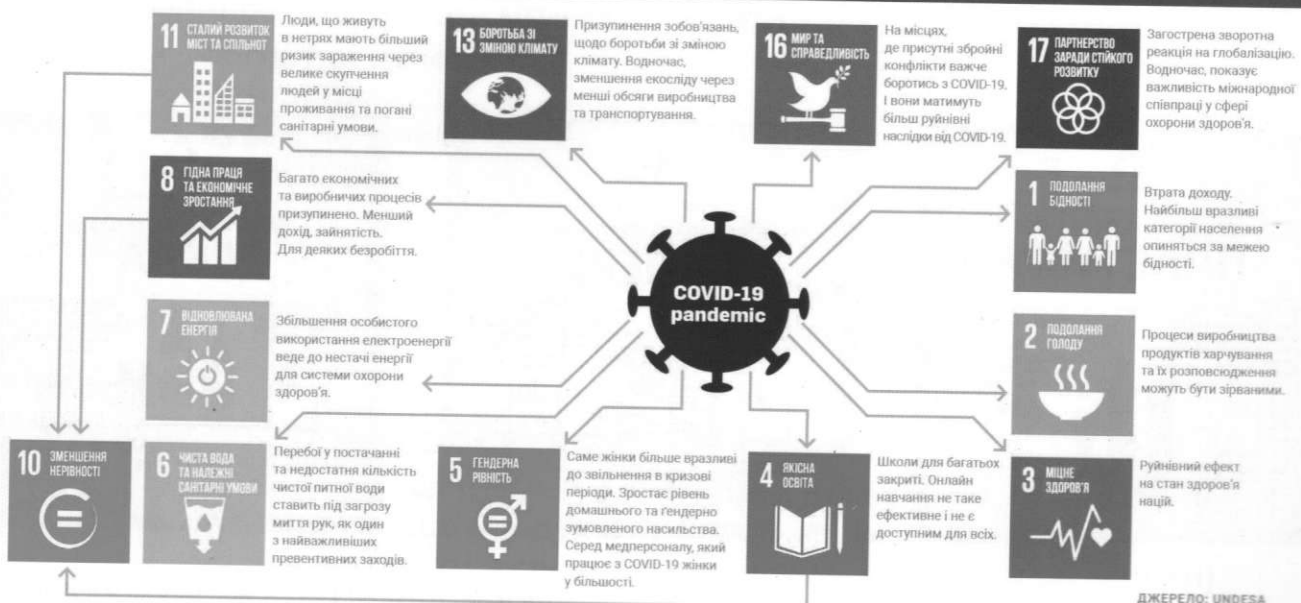 11 СТАЛИЙ РОЗВИТОК
МІСТ ТА СПІЛЬНОТ
Люди, що живуть
в нетрях мають більший
ризик зараження через
велике скупчення
людей у місці
проживання та погані
санітарні умови.
13 БОРОТЬБА ЗІ
ЗМІНОЮ КЛІМАТУ
Призупинення зобов'язань,
щодо боротьби зі зміною
клімату. Водночас,
зменшення екосліду через
менші обсяги виробництва
та транспортування.
16 МИР ТА
СПРАВЕДЛИВІСТЬ
На місцях,
де присутні збройні
конфлікти важче
боротись з COVID-19.
І вони матимуть
більш руйнівні
наслідки від COVID-19.
17 ПАРТНЕРСТВО
ЗАРАДИ СТІЙКОГО
РОЗВИТКУ
Загострена зворотна
реакція на глобалізацію.
Водночас, показує
важливість міжнародної
співпраці у сфері
охорони здоров'я.
8 ГІДНА ПРАЦЯ
ТА ЕКОНОМІЧНЕ
ЗРОСТАННЯ
Багато економічних
та виробничих процесів
призупинено. Менший
дохід, зайнятість.
Для деяких безробіття.
1 ПОДОЛАННЯ
БІДНОСТІ
Втрата доходу.
Найбільш вразливі
категорії населення
опиняться за межею
бідності.
COVID-19
pandemic
7 ВІДНОВЛЮВАНА
ЕНЕРГІЯ
Збільшення особистого
використання електроенергії
веде до нестачі енергії
для системи охорони
здоров'я.
2 ПОДОЛАННЯ
ГОЛОДУ
Процеси виробництва
продуктів харчування
та їх розповсюдження
можуть бути зірваними.
10 ЗМЕНШЕННЯ
НЕРІВНОСТІ
6 ЧИСТА ВОДА
ТА НАЛЕЖНІ
САНІТАРНІ УМОВИ
Перебої у постачанні
та недостатня кількість
чистої питної води
ставить під загрозу
миття рук, як один
з найважливіших
превентивних заходів.
5 ГЕНДЕРНА
РІВНІСТЬ
Саме жінки більше вразливі
до звільнення в кризові
періоди. Зростає рівень
домашнього та ґендерно
зумовленого насильства.
Серед медперсоналу, який
працює з COVID-19 жінки
у більшості.
4 ЯКІСНА
ОСВІТА
Школи для багатьох
закриті. Онлайн
навчання не таке
ефективне і не є
доступним для всіх.
3 МІЦНЕ
ЗДОРОВ'Я
Руйнівний ефект
на стан здоров'я
націй.
ДЖЕРЕЛО: UNDESA